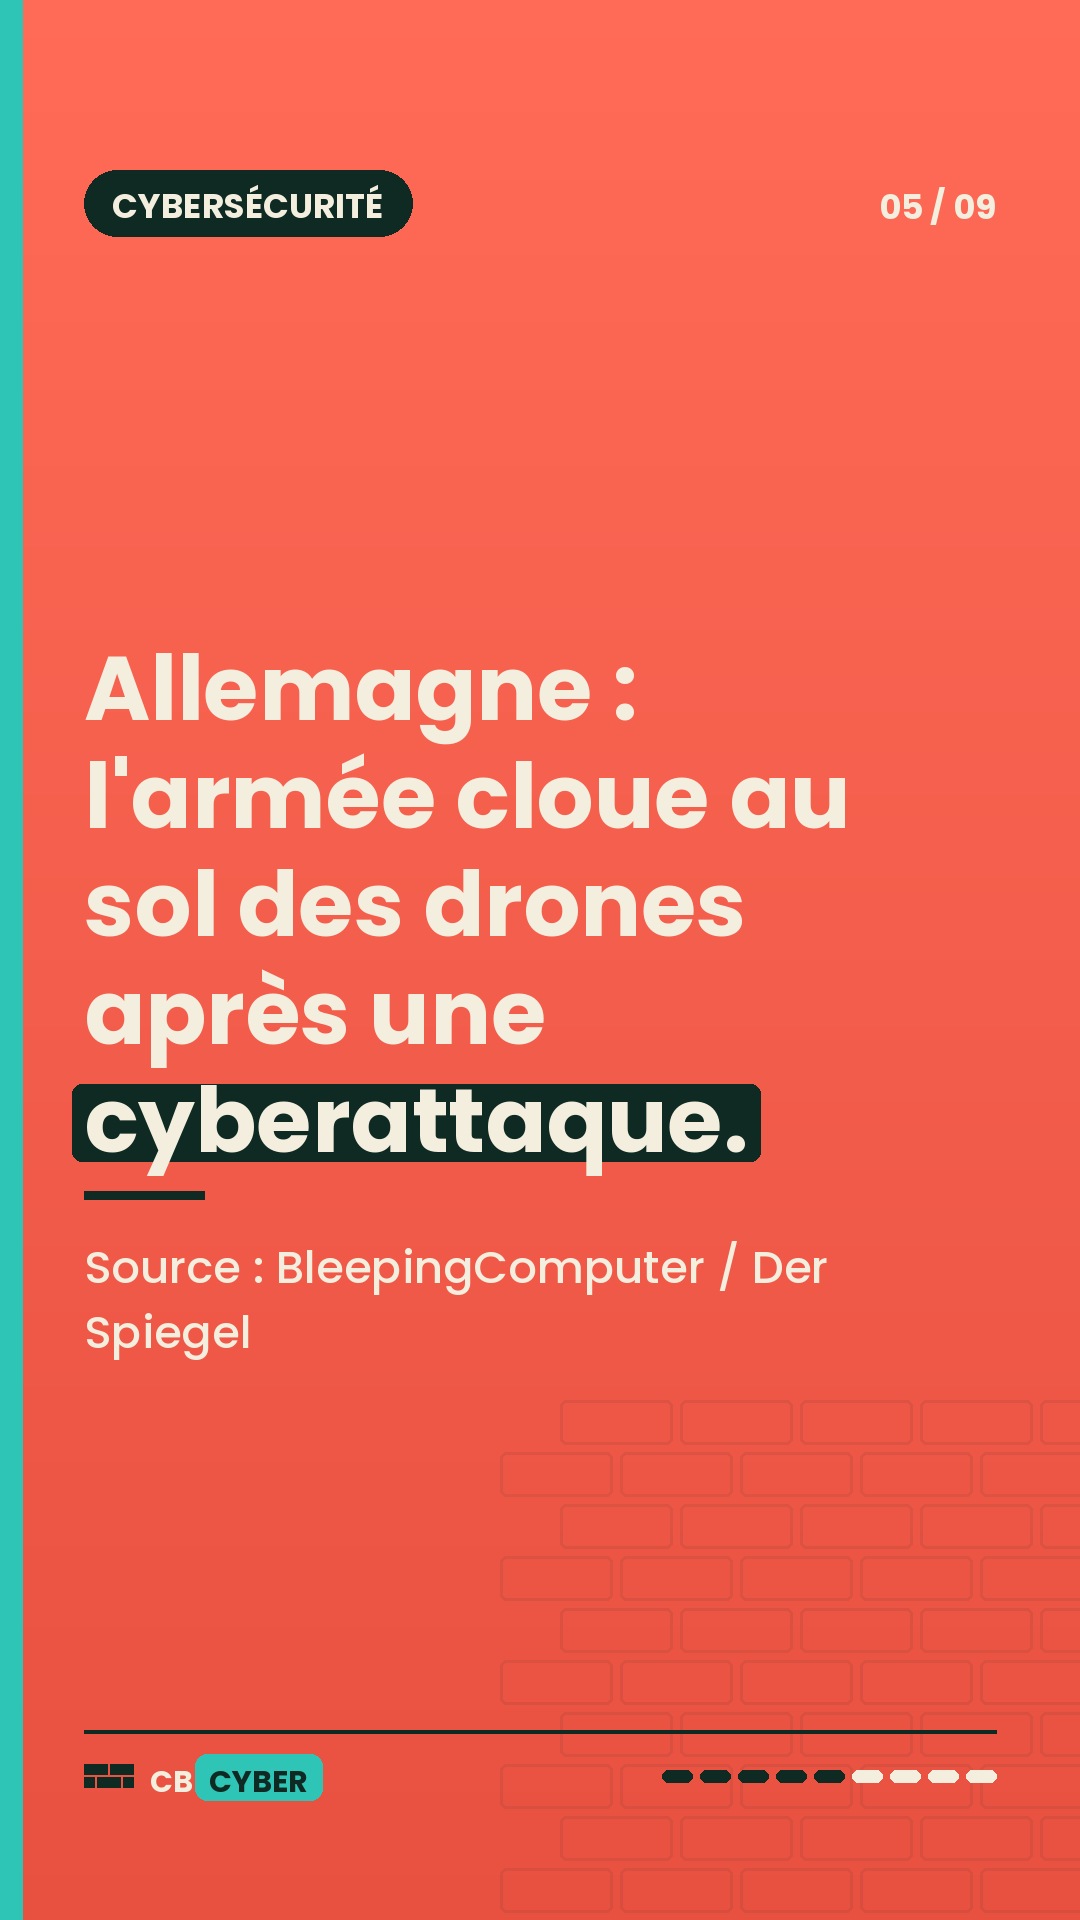 CYBERSÉCURITÉ
05 / 09
Allemagne :
l'armée cloue au
sol des drones
après une
cyberattaque.
Source : BleepingComputer / Der
Spiegel
CB CYBER